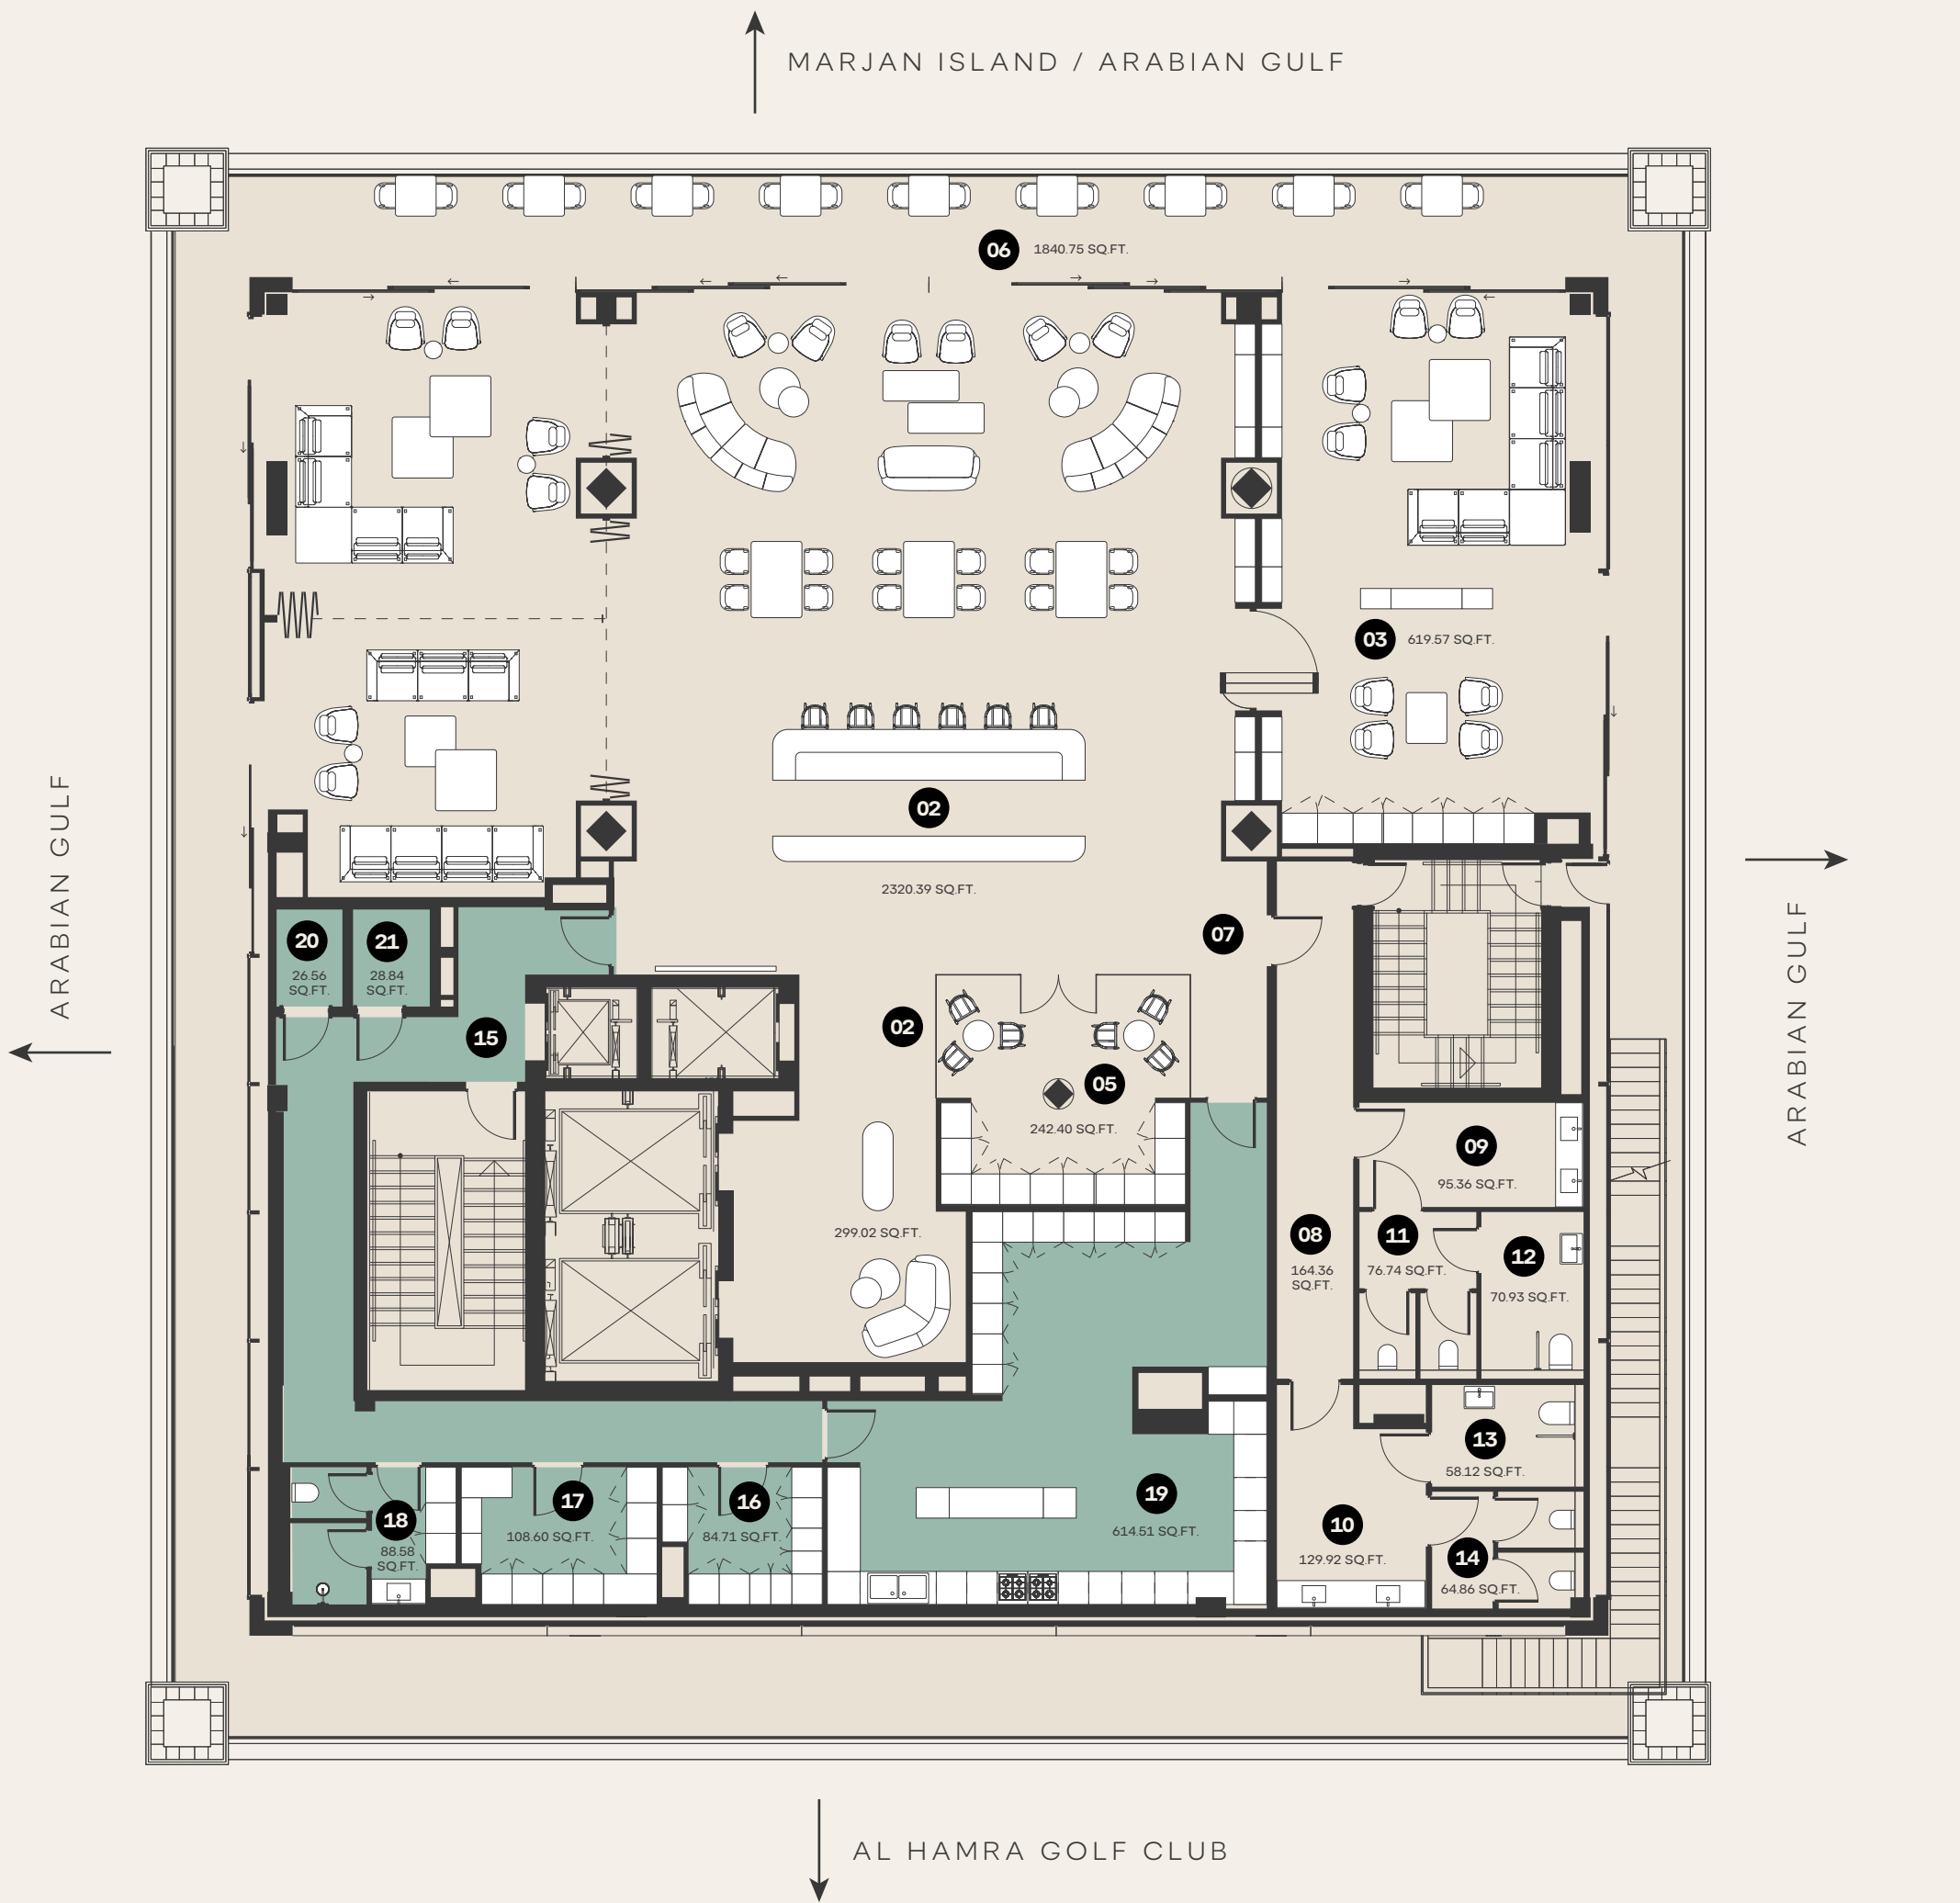 MARJAN ISLAND / ARABIAN GULF
06 1840.75 SQ.FT.
03 619.57 SQ.FT.
02
2320.39 SQ.FT.
ARABIAN GULF
ARABIAN GULF
07
20
26.56
SQ.FT.
21
28.84
SQ.FT.
15
02
05
242.40 SQ.FT.
299.02 SQ.FT.
09
95.36 SQ.FT.
08
164.36
SQ.FT.
11
76.74 SQ.FT.
12
70.93 SQ.FT.
13
58.12 SQ.FT.
18
88.58
SQ.FT.
17
108.60 SQ.FT.
16
84.71 SQ.FT.
19
614.51 SQ.FT.
10
129.92 SQ.FT.
14
64.86 SQ.FT.
AL HAMRA GOLF CLUB